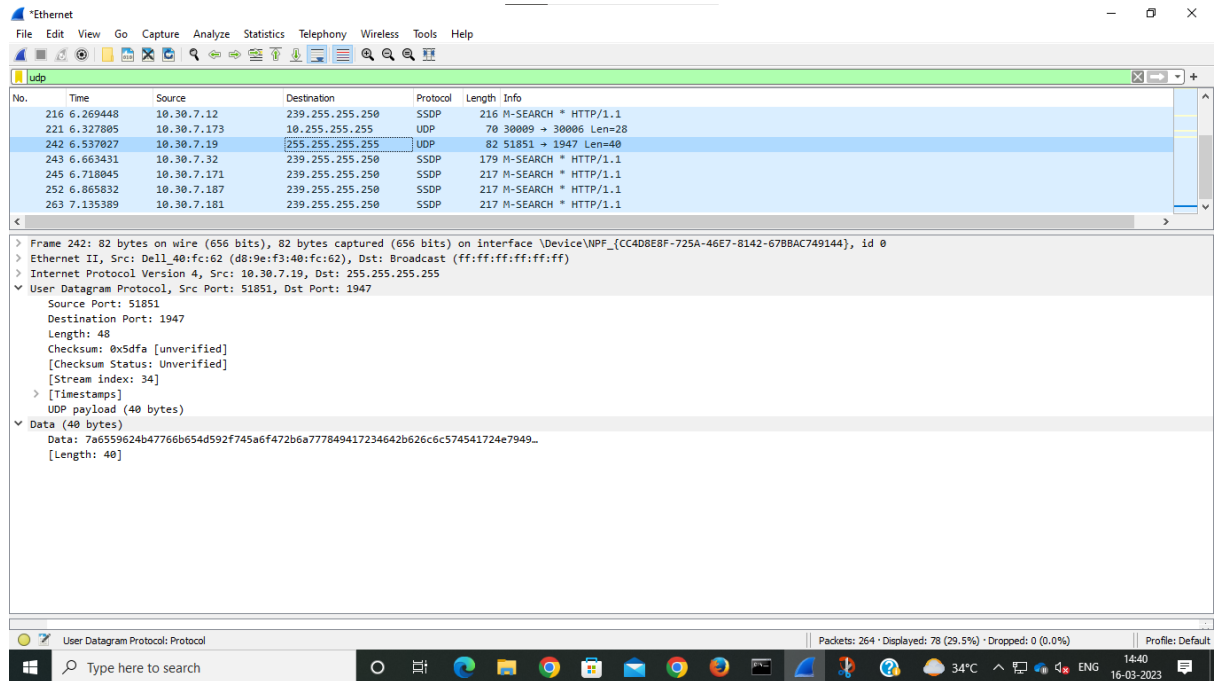 *Ethernet
File Edit View Go Capture Analyze Statistics Telephony Wireless Tools Help
udp
No. Time Source Destination Protocol Length Info
216 6.269448 10.30.7.12 239.255.255.250 SSDP 216 M-SEARCH * HTTP/1.1
221 6.327805 10.30.7.173 10.255.255.255 UDP 70 30009 → 30006 Len=28
242 6.537027 10.30.7.19 255.255.255.255 UDP 82 51851 → 1947 Len=40
243 6.663431 10.30.7.32 239.255.255.250 SSDP 179 M-SEARCH * HTTP/1.1
245 6.718045 10.30.7.171 239.255.255.250 SSDP 217 M-SEARCH * HTTP/1.1
252 6.865832 10.30.7.187 239.255.255.250 SSDP 217 M-SEARCH * HTTP/1.1
263 7.135389 10.30.7.181 239.255.255.250 SSDP 217 M-SEARCH * HTTP/1.1
Frame 242: 82 bytes on wire (656 bits), 82 bytes captured (656 bits) on interface \Device\NPF_{CC4D8E8F-725A-46E7-8142-67BBAC749144}, id 0
Ethernet II, Src: Dell_40:fc:62 (d8:9e:f3:40:fc:62), Dst: Broadcast (ff:ff:ff:ff:ff:ff)
Internet Protocol Version 4, Src: 10.30.7.19, Dst: 255.255.255.255
User Datagram Protocol, Src Port: 51851, Dst Port: 1947
Source Port: 51851
Destination Port: 1947
Length: 48
Checksum: 0x5dfa [unverified]
[Checksum Status: Unverified]
[Stream index: 34]
[Timestamps]
UDP payload (40 bytes)
Data (40 bytes)
Data: 7a6559624b47766b654d592f745a6f472b6a777849417234642b626c6c574541724e7949…
[Length: 40]
User Datagram Protocol: Protocol
Packets: 264 · Displayed: 78 (29.5%) · Dropped: 0 (0.0%)
Profile: Default
Type here to search
34°C
ENG
14:40
16-03-2023